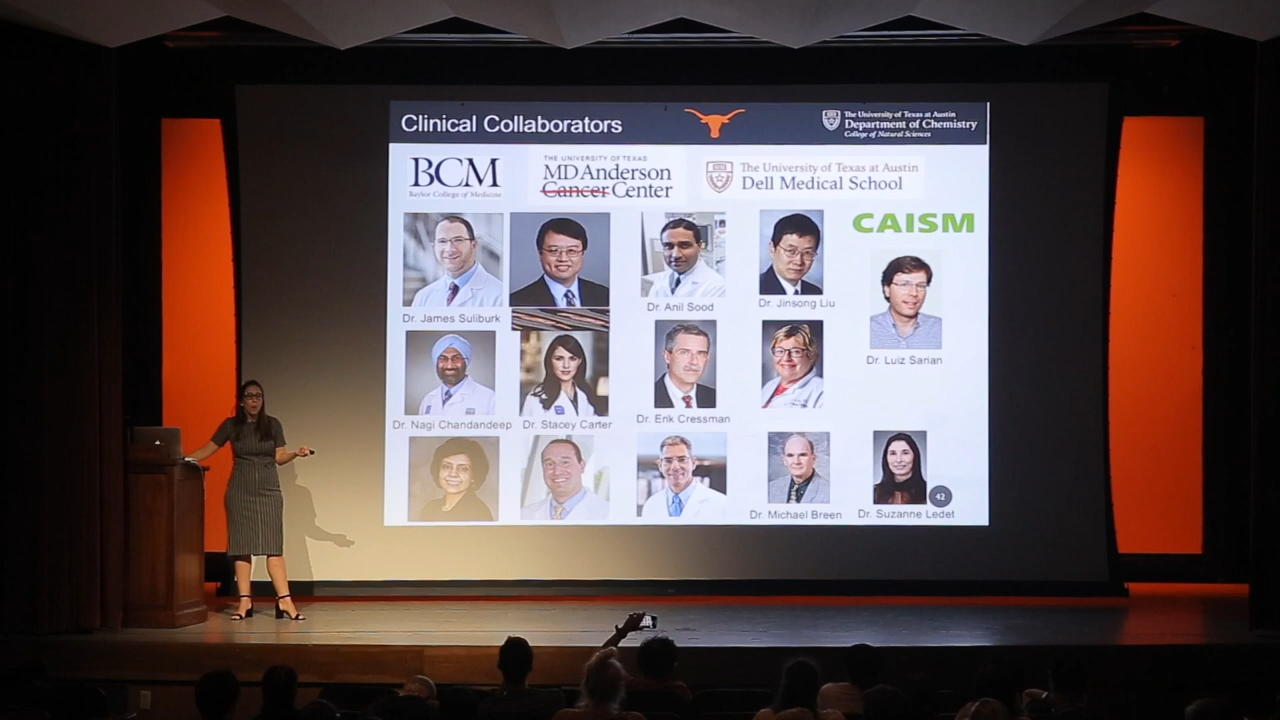 Clinical Collaborators
The University of Texas at Austin
Department of Chemistry
College of Natural Sciences
BCM
Baylor College of Medicine
THE UNIVERSITY OF TEXAS
MD Anderson
Cancer Center
The University of Texas at Austin
Dell Medical School
CAISM
Dr. James Suliburk
Dr. Anil Sood
Dr. Jinsong Liu
Dr. Luiz Sarian
Dr. Nagi Chandandeep
Dr. Stacey Carter
Dr. Erik Cressman
Dr. Michael Breen
Dr. Suzanne Ledet
42